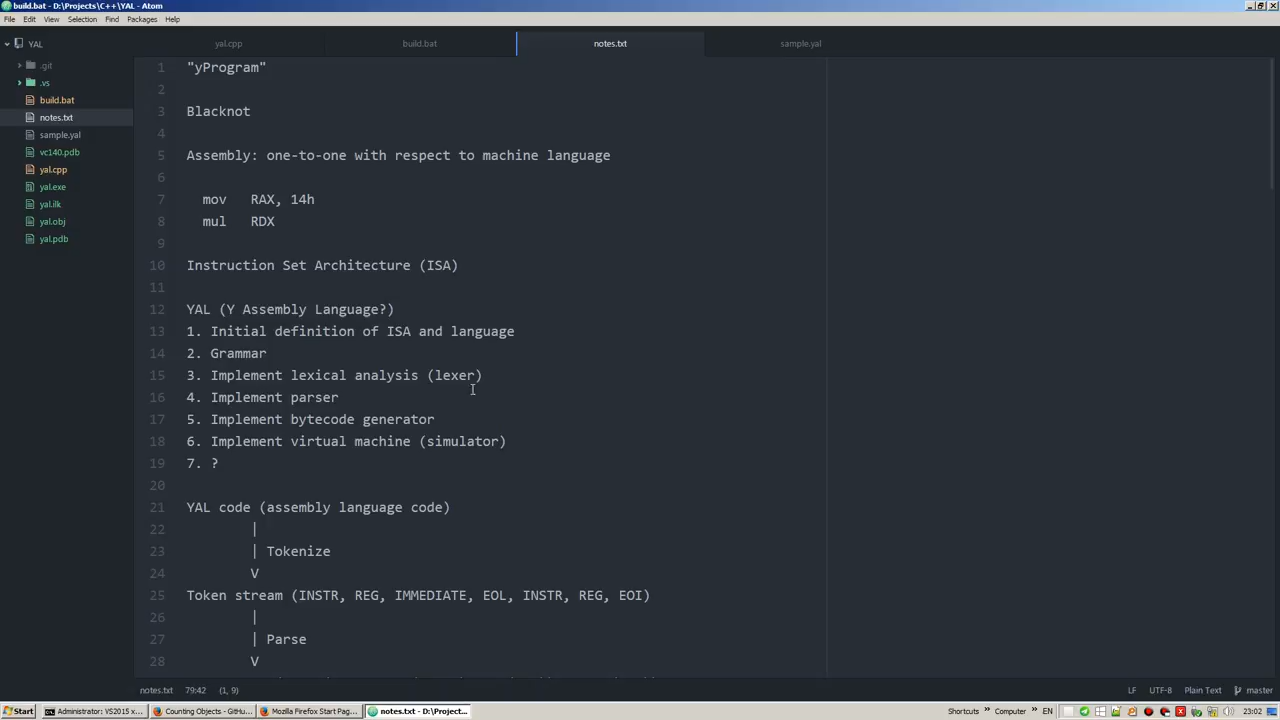 build.bat - D:\Projects\C++\YAL - Atom
File Edit View Selection Find Packages Help
YAL
yal.cpp
build.bat
notes.txt
sample.yal
.git
.vs
build.bat
notes.txt
sample.yal
vc140.pdb
yal.cpp
yal.exe
yal.ilk
yal.obj
yal.pdb
1 "yProgram"
2
3 Blacknot
4
5 Assembly: one-to-one with respect to machine language
6
7 mov RAX, 14h
8 mul RDX
9
10 Instruction Set Architecture (ISA)
11
12 YAL (Y Assembly Language?)
13 1. Initial definition of ISA and language
14 2. Grammar
15 3. Implement lexical analysis (lexer)
16 4. Implement parser
17 5. Implement bytecode generator
18 6. Implement virtual machine (simulator)
19 7. ?
20
21 YAL code (assembly language code)
22 |
23 | Tokenize
24 V
25 Token stream (INSTR, REG, IMMEDIATE, EOL, INSTR, REG, EOI)
26 |
27 | Parse
28 V
notes.txt 79:42 (1, 9) LF UTF-8 Plain Text master
Start Administrator: VS2015 x... Counting Objects - GitHu... Mozilla Firefox Start Pag... notes.txt - D:\Project... Shortcuts » Computer » EN 23:02